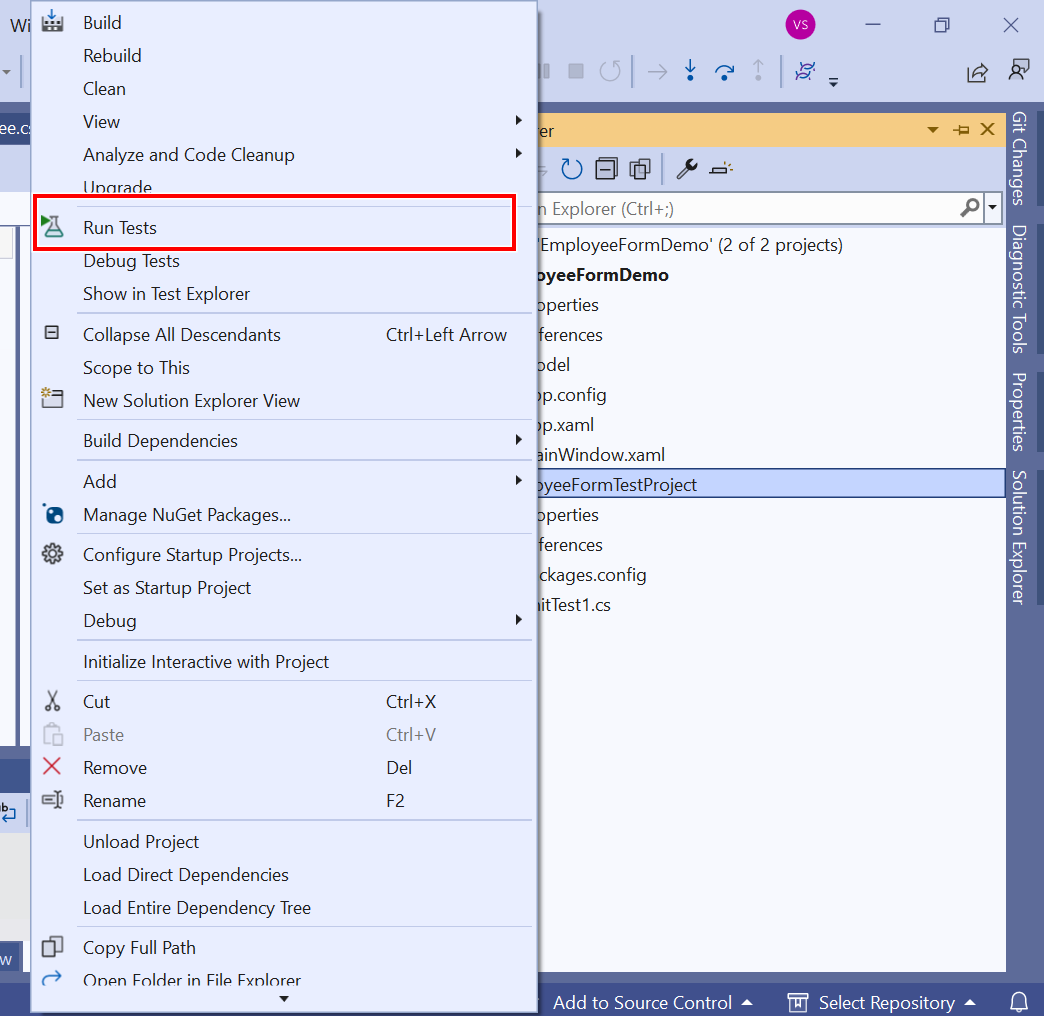 Wi
VS
ee.cs
Build
Rebuild
Clean
View
Analyze and Code Cleanup
Upgrade
Run Tests
Debug Tests
Show in Test Explorer
Collapse All Descendants Ctrl+Left Arrow
Scope to This
New Solution Explorer View
Build Dependencies
Add
Manage NuGet Packages...
Configure Startup Projects...
Set as Startup Project
Debug
Initialize Interactive with Project
Cut Ctrl+X
Paste Ctrl+V
Remove Del
Rename F2
Unload Project
Load Direct Dependencies
Load Entire Dependency Tree
Copy Full Path
Open Folder in File Explorer
er
n Explorer (Ctrl+;)
'EmployeeFormDemo' (2 of 2 projects)
oyeeFormDemo
operties
ferences
odel
pp.config
pp.xaml
ainWindow.xaml
oyeeFormTestProject
operties
ferences
ckages.config
nitTest1.cs
Git Changes
Diagnostic Tools
Properties
Solution Explorer
w
Add to Source Control
Select Repository